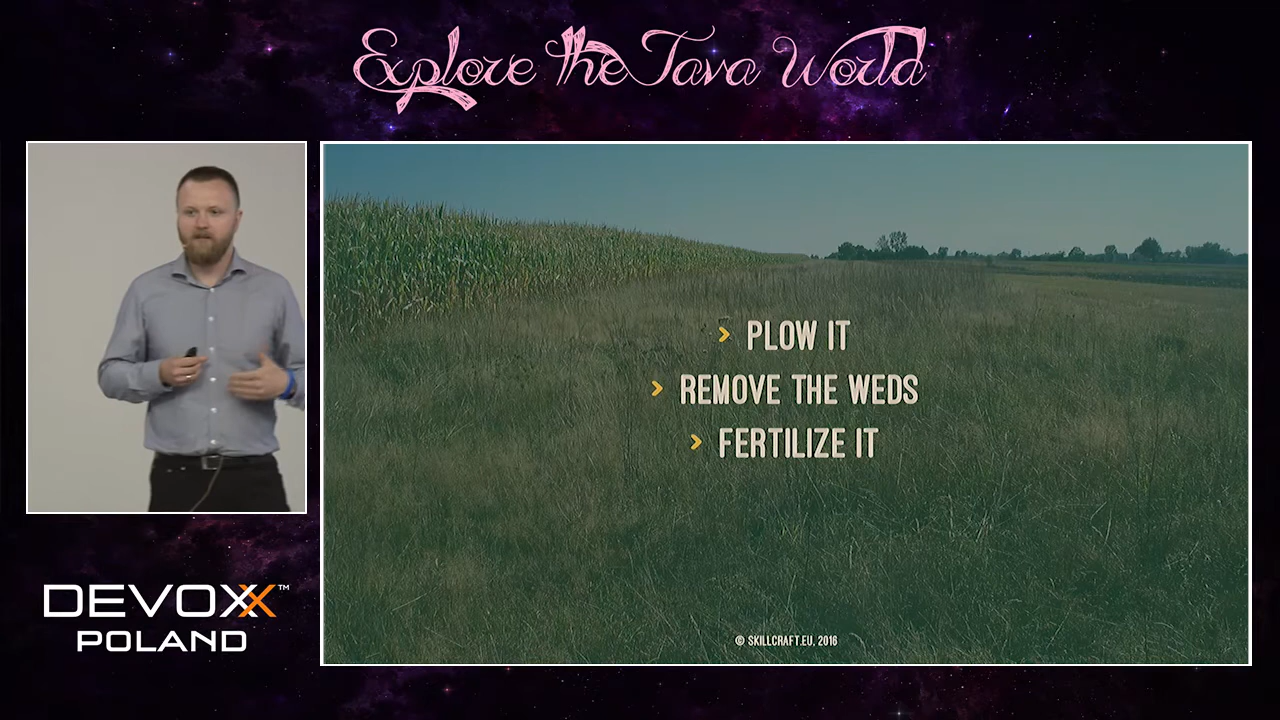 Explore the Java World
PLOW IT
REMOVE THE WEDS
FERTILIZE IT
© SKILLCRAFT.EU, 2016
DEVOXX™
POLAND